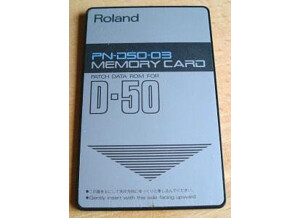 Roland
PN-D50-03
MEMORY CARD
PATCH DATA ROM FOR
D-50
●Gently insert with this side facing upward.